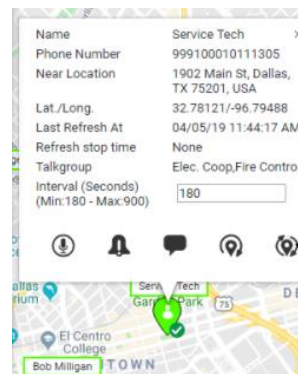 Name Service Tech ×
Phone Number 999100010111305
Near Location 1902 Main St, Dallas,
TX 75201, USA
Lat./Long. 32.78121/-96.79488
Last Refresh At 04/05/19 11:44:17 AM
Refresh stop time None
Talkgroup Elec. Coop,Fire Contro
Interval (Seconds) 180
(Min:180 - Max:900)
Service Tech
Garden Park 75
El Centro
College
Bob Milligan TOWN